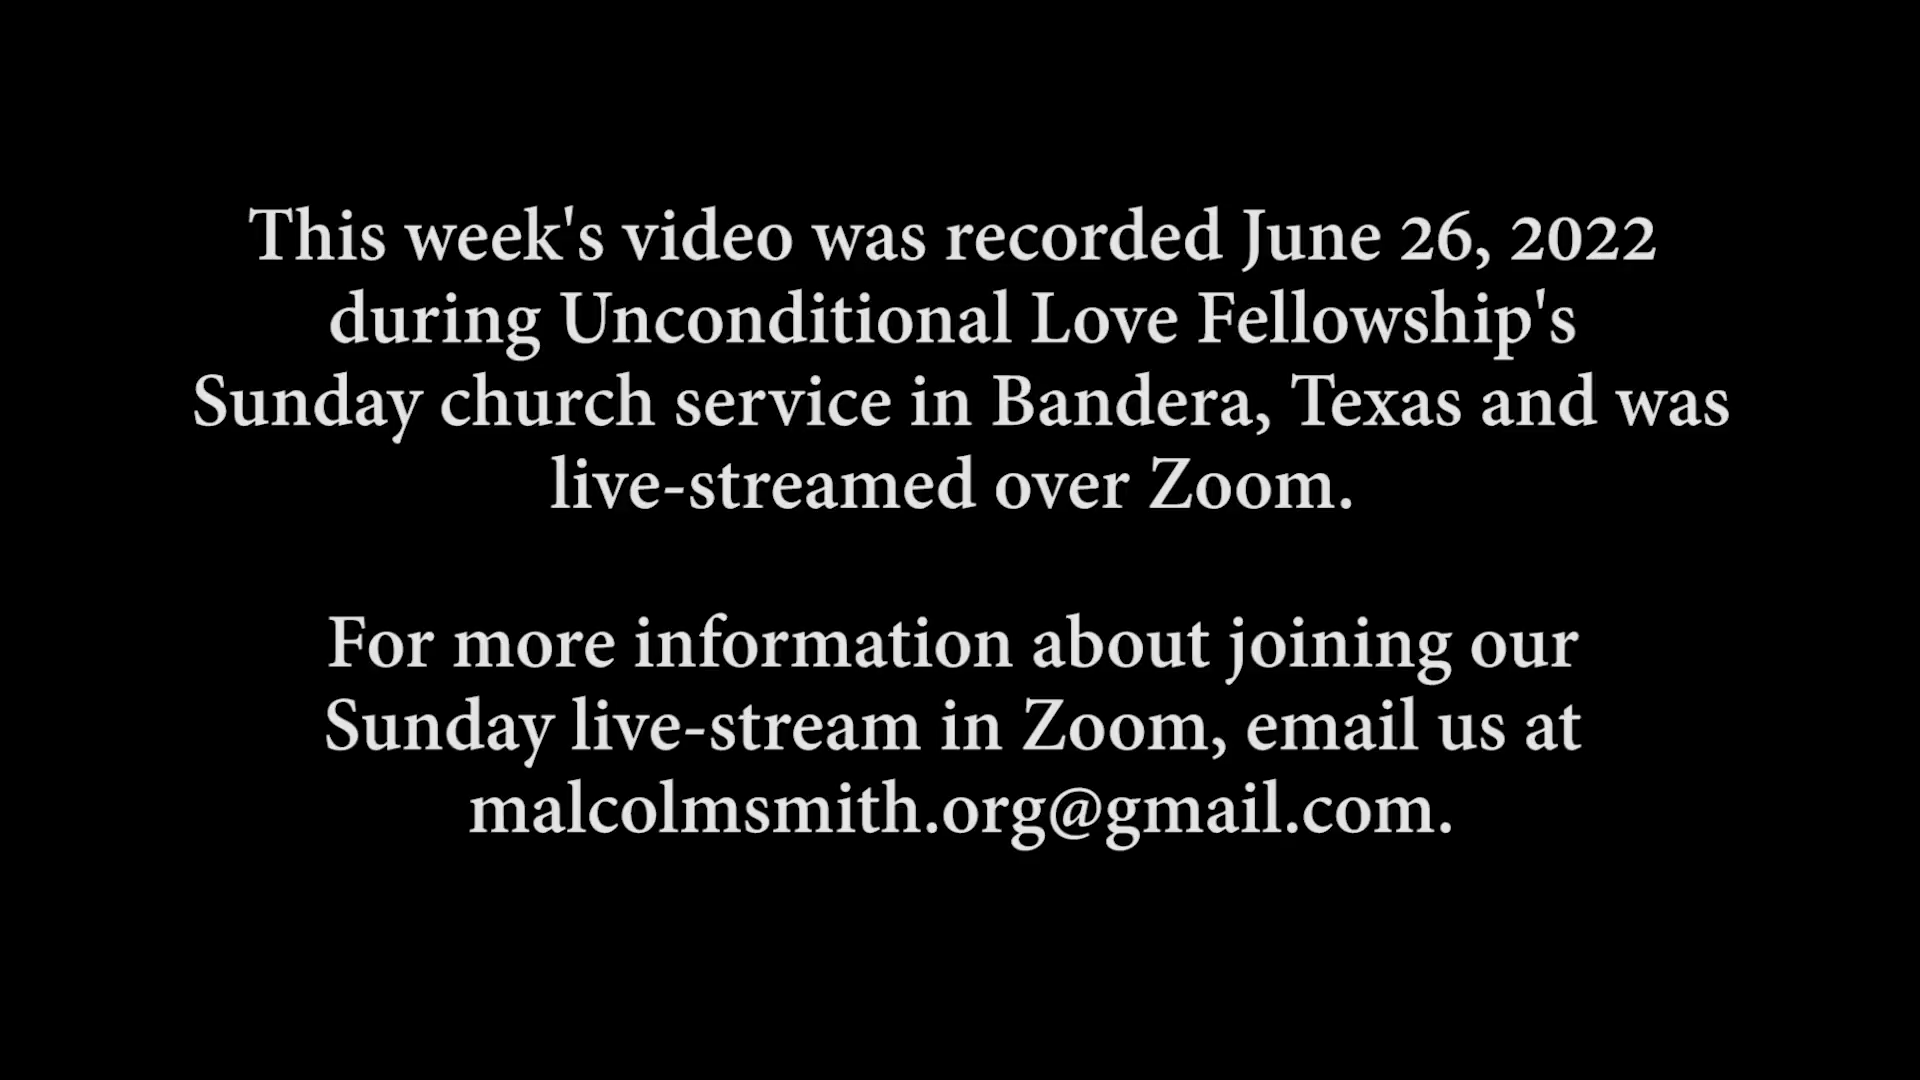 This week's video was recorded June 26, 2022
during Unconditional Love Fellowship's
Sunday church service in Bandera, Texas and was
live-streamed over Zoom.
For more information about joining our
Sunday live-stream in Zoom, email us at
malcolmsmith.org@gmail.com.